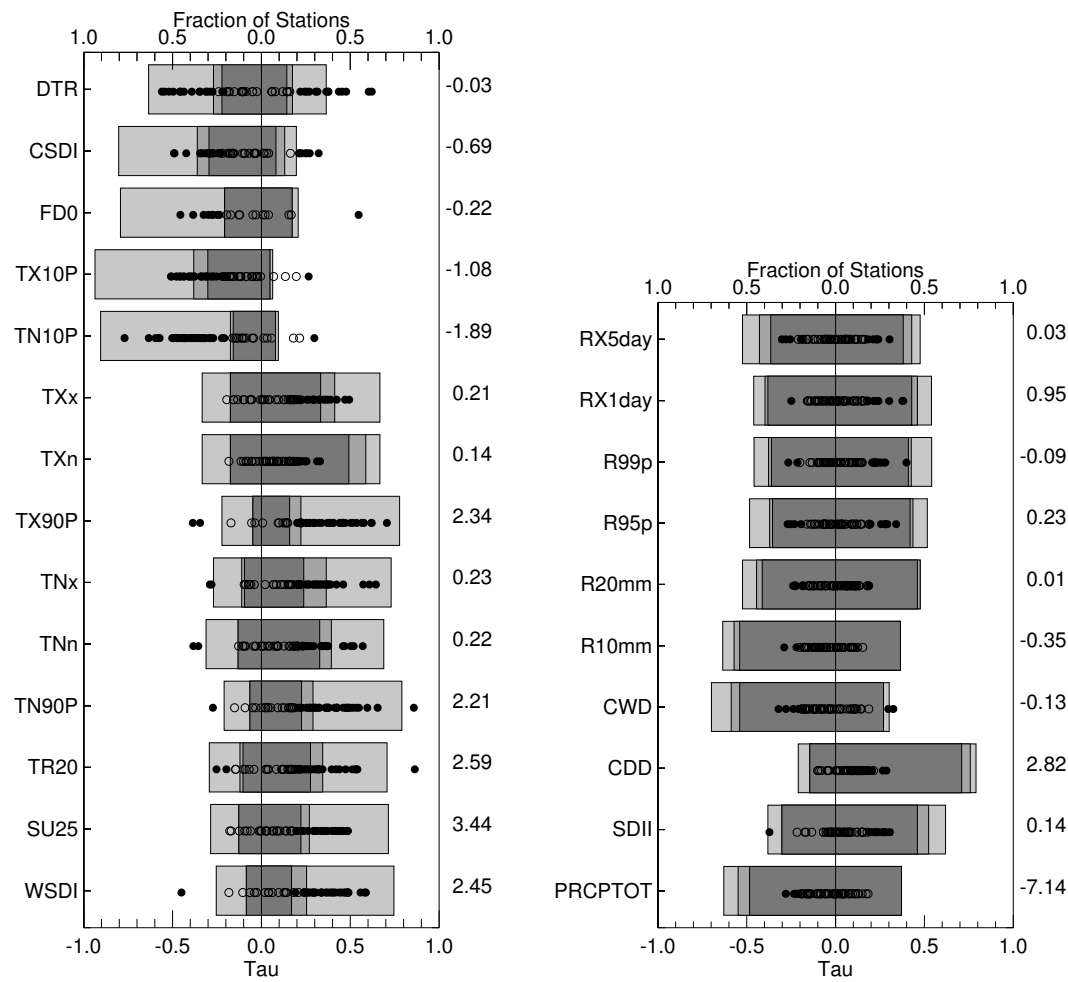 Fraction of Stations
1.0 0.5 0.0 0.5 1.0
DTR -0.03
CSDI -0.69
FD0 -0.22
TX10P -1.08
TN10P -1.89
TXx 0.21
TXn 0.14
TX90P 2.34
TNx 0.23
TNn 0.22
TN90P 2.21
TR20 2.59
SU25 3.44
WSDI 2.45
-1.0 -0.5 0.0 0.5 1.0
Tau
Fraction of Stations
1.0 0.5 0.0 0.5 1.0
RX5day 0.03
RX1day 0.95
R99p -0.09
R95p 0.23
R20mm 0.01
R10mm -0.35
CWD -0.13
CDD 2.82
SDII 0.14
PRCPTOT -7.14
-1.0 -0.5 0.0 0.5 1.0
Tau